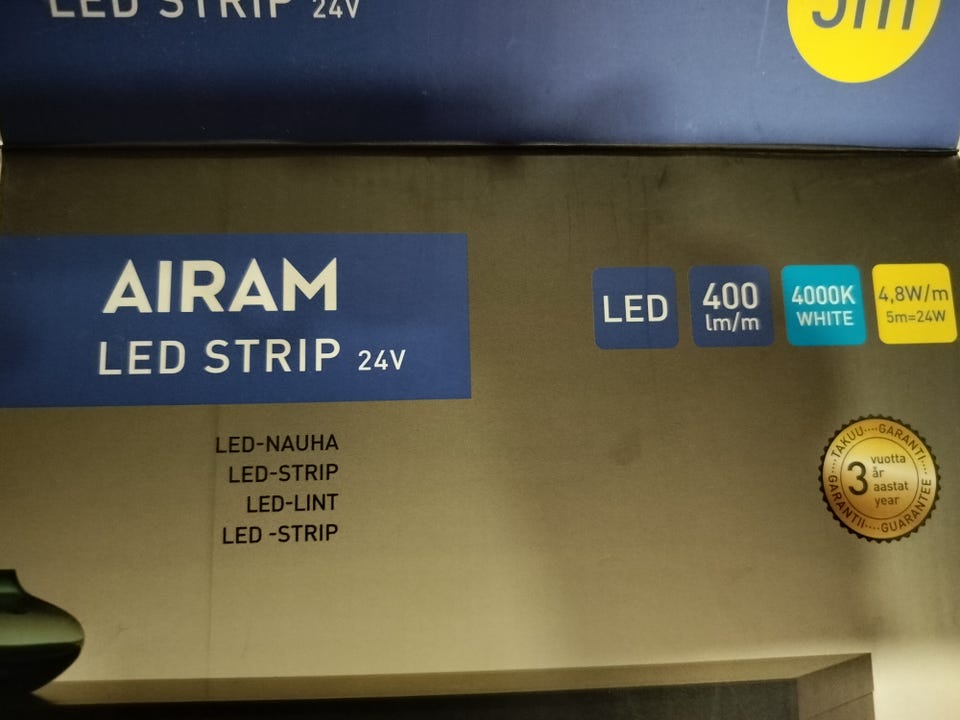 LED STRIP 24V
5m
AIRAM
LED STRIP 24V
LED
400
lm/m
4000K
WHITE
4,8W/m
5m=24W
LED-NAUHA
LED-STRIP
LED-LINT
LED -STRIP
TAKUU····GARANTI
3
vuotta
år
aastat
year
GARANTII····GUARANTEE